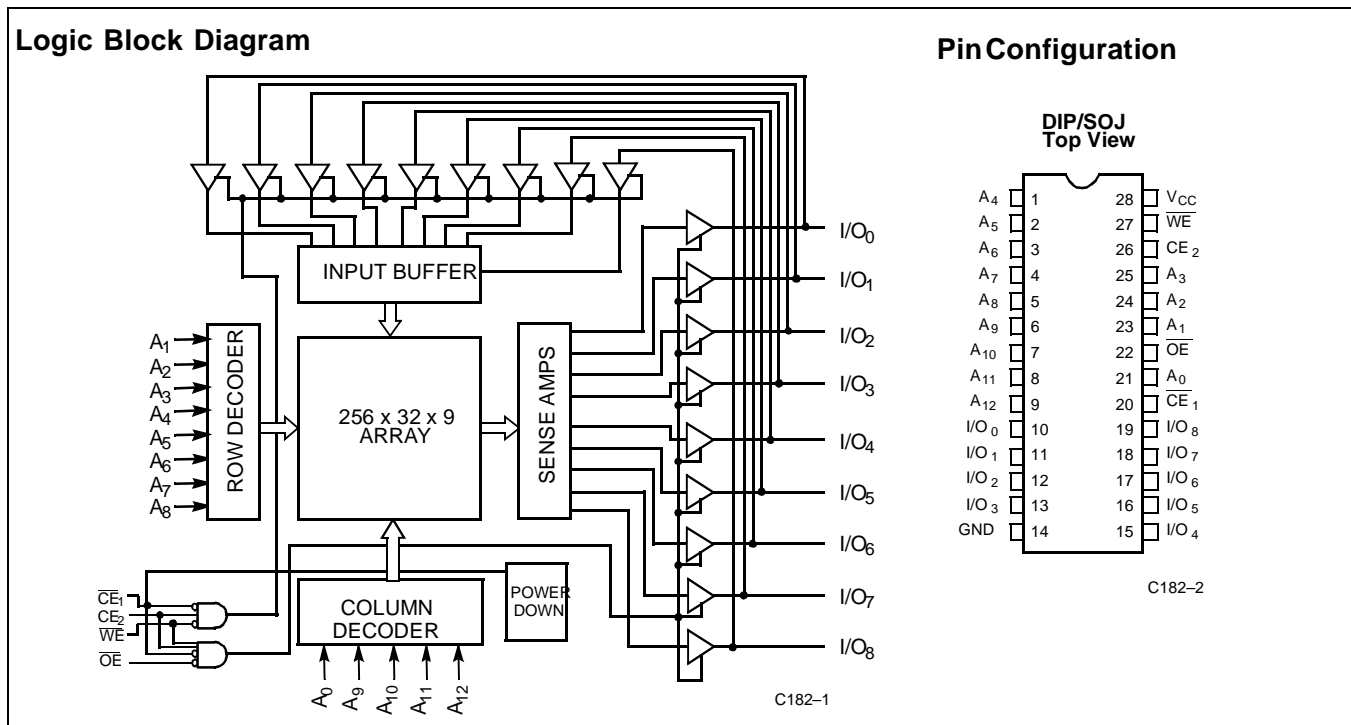 Logic Block Diagram
INPUT BUFFER
A1
A2
A3
A4
A5
A6
A7
A8
ROW DECODER
256 x 32 x 9
ARRAY
SENSE AMPS
I/O0
I/O1
I/O2
I/O3
I/O4
I/O5
I/O6
I/O7
I/O8
CE1
CE2
WE
OE
COLUMN
DECODER
POWER
DOWN
A0
A9
A10
A11
A12
C182–1
Pin Configuration
DIP/SOJ
Top View
A4 1 28 VCC
A5 2 27 WE
A6 3 26 CE2
A7 4 25 A3
A8 5 24 A2
A9 6 23 A1
A10 7 22 OE
A11 8 21 A0
A12 9 20 CE1
I/O0 10 19 I/O8
I/O1 11 18 I/O7
I/O2 12 17 I/O6
I/O3 13 16 I/O5
GND 14 15 I/O4
C182–2